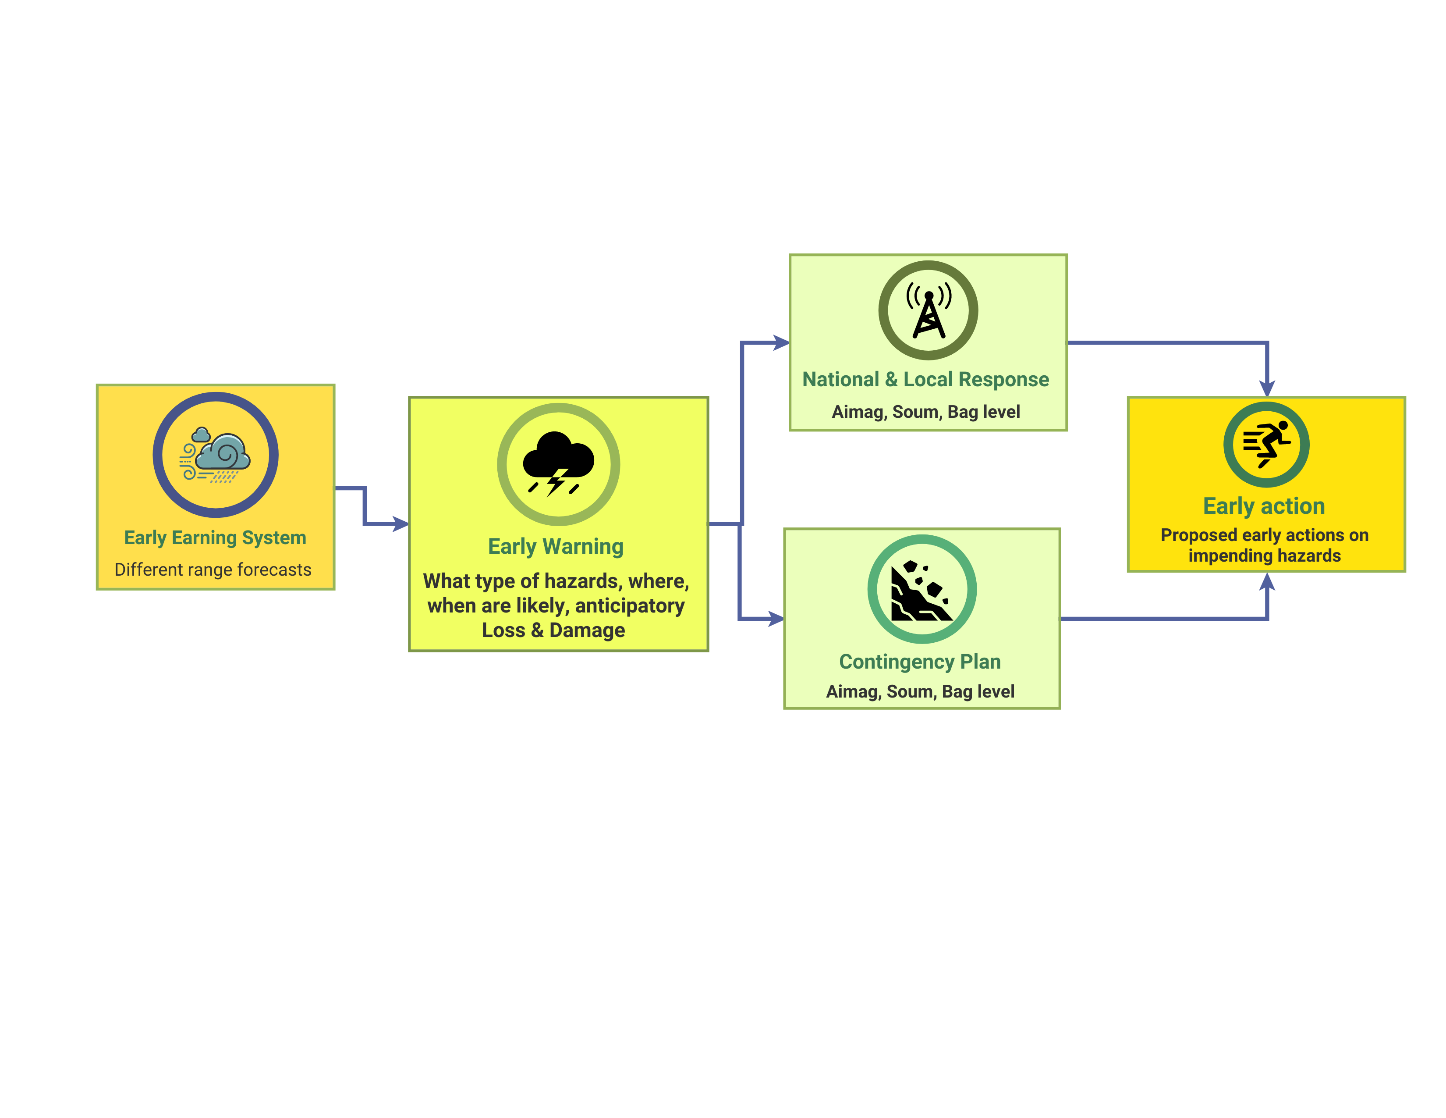 Early Earning System
Different range forecasts
Early Warning
What type of hazards, where,
when are likely, anticipatory
Loss & Damage
National & Local Response
Aimag, Soum, Bag level
Contingency Plan
Aimag, Soum, Bag level
Early action
Proposed early actions on
impending hazards